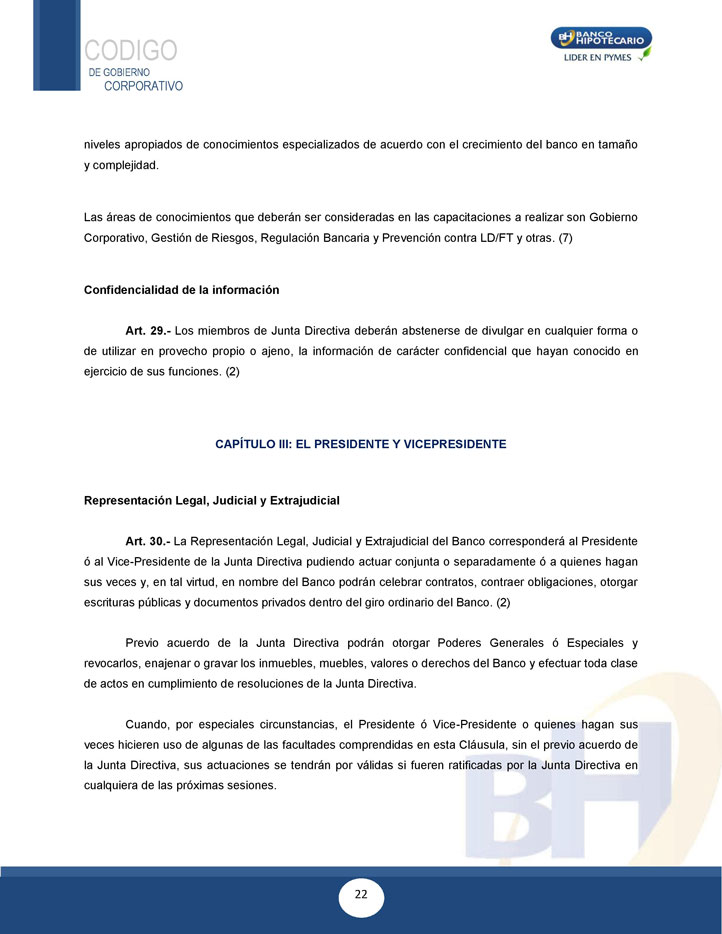 CODIGO
DE GOBIERNO
CORPORATIVO
BH BANCO
HIPOTECARIO
LIDER EN PYMES
niveles apropiados de conocimientos especializados de acuerdo con el crecimiento del banco en tamaño
y complejidad.
Las áreas de conocimientos que deberán ser consideradas en las capacitaciones a realizar son Gobierno
Corporativo, Gestión de Riesgos, Regulación Bancaria y Prevención contra LD/FT y otras. (7)
Confidencialidad de la información
Art. 29.- Los miembros de Junta Directiva deberán abstenerse de divulgar en cualquier forma o
de utilizar en provecho propio o ajeno, la información de carácter confidencial que hayan conocido en
ejercicio de sus funciones. (2)
CAPÍTULO III: EL PRESIDENTE Y VICEPRESIDENTE
Representación Legal, Judicial y Extrajudicial
Art. 30.- La Representación Legal, Judicial y Extrajudicial del Banco corresponderá al Presidente
ó al Vice-Presidente de la Junta Directiva pudiendo actuar conjunta o separadamente ó a quienes hagan
sus veces y, en tal virtud, en nombre del Banco podrán celebrar contratos, contraer obligaciones, otorgar
escrituras públicas y documentos privados dentro del giro ordinario del Banco. (2)
Previo acuerdo de la Junta Directiva podrán otorgar Poderes Generales ó Especiales y
revocarlos, enajenar o gravar los inmuebles, muebles, valores o derechos del Banco y efectuar toda clase
de actos en cumplimiento de resoluciones de la Junta Directiva.
Cuando, por especiales circunstancias, el Presidente ó Vice-Presidente o quienes hagan sus
veces hicieren uso de algunas de las facultades comprendidas en esta Cláusula, sin el previo acuerdo de
la Junta Directiva, sus actuaciones se tendrán por válidas si fueren ratificadas por la Junta Directiva en
cualquiera de las próximas sesiones.
BH
22